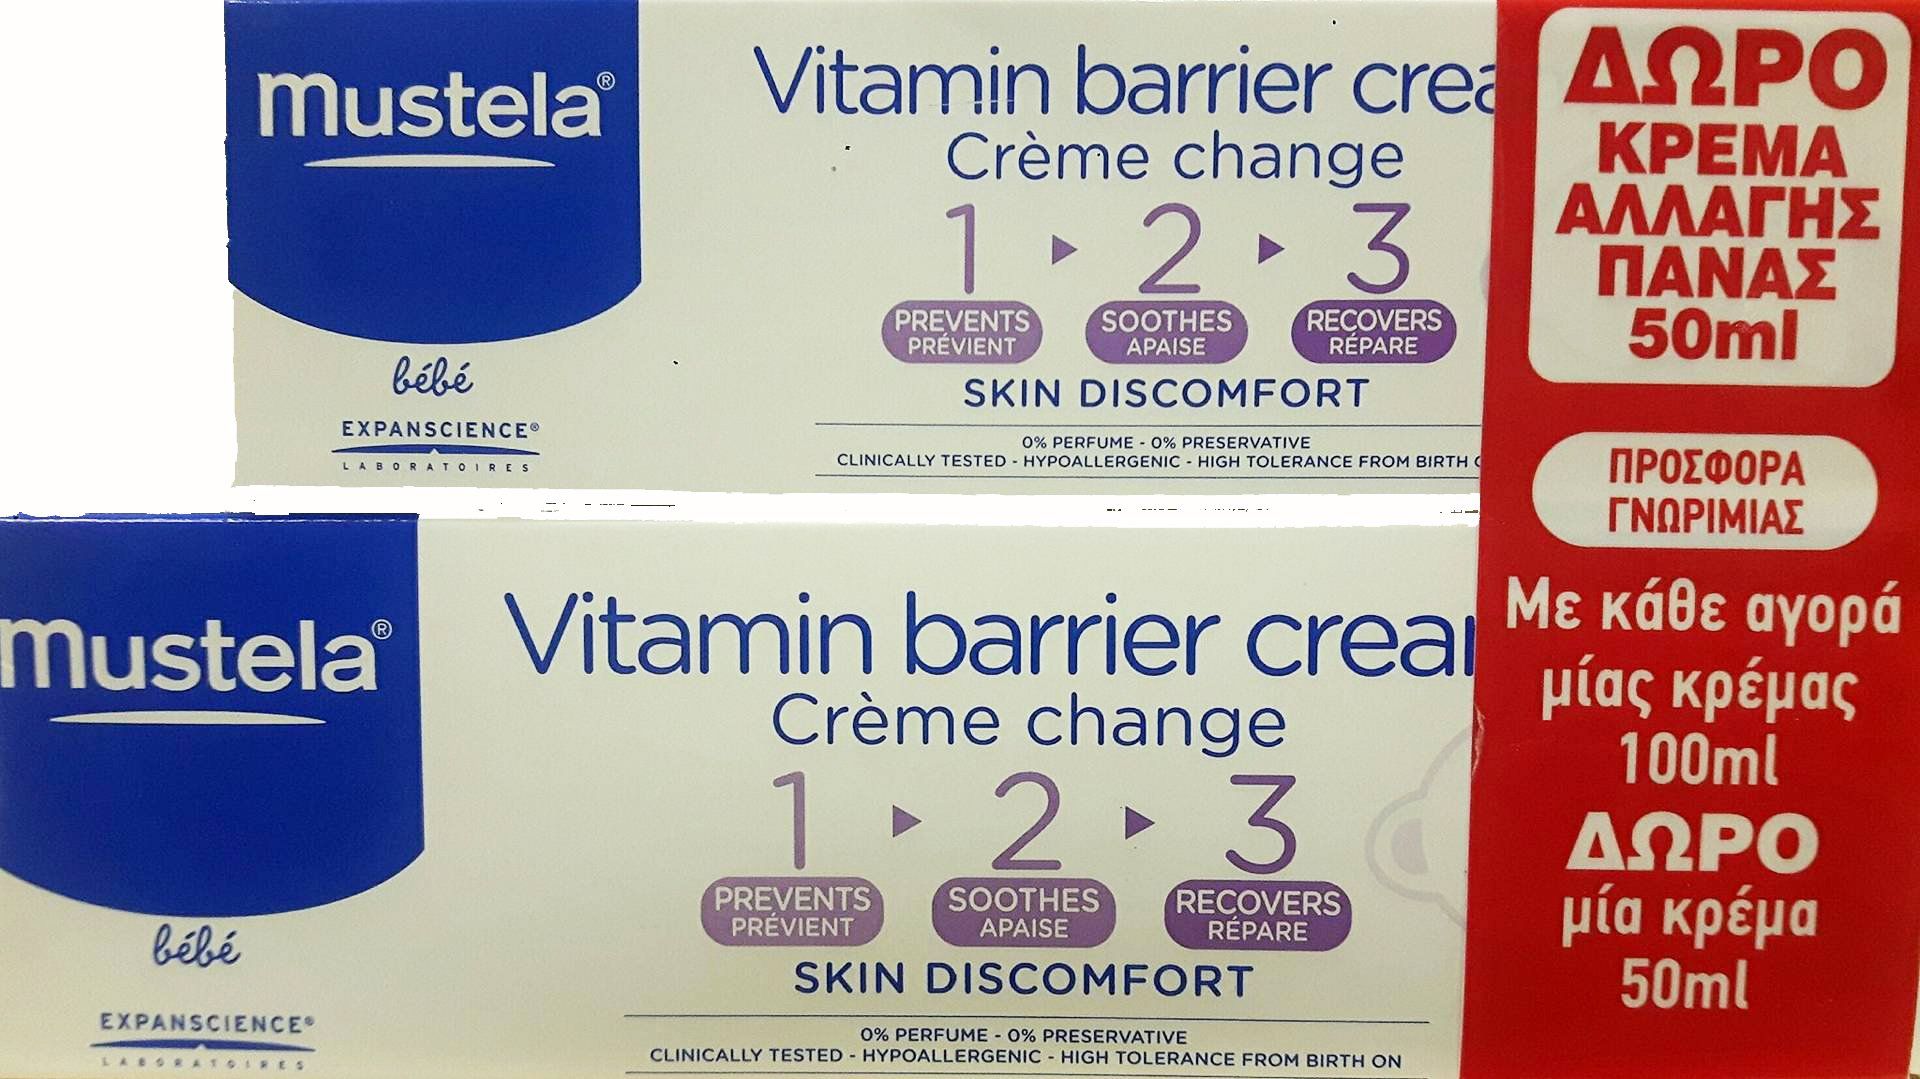 mustela®
bébé
EXPANSCIENCE®
LABORATOIRES
Vitamin barrier crea
Crème change
1 2 3
PREVENTS SOOTHES RECOVERS
PRÉVIENT APAISE RÉPARE
SKIN DISCOMFORT
0% PERFUME - 0% PRESERVATIVE
CLINICALLY TESTED - HYPOALLERGENIC - HIGH TOLERANCE FROM BIRTH
mustela®
bébé
EXPANSCIENCE®
LABORATOIRES
Vitamin barrier crea
Crème change
1 2 3
PREVENTS SOOTHES RECOVERS
PRÉVIENT APAISE RÉPARE
SKIN DISCOMFORT
0% PERFUME - 0% PRESERVATIVE
CLINICALLY TESTED - HYPOALLERGENIC - HIGH TOLERANCE FROM BIRTH ON
ΔΩΡΟ
ΚΡΕΜΑ
ΑΛΛΑΓΗΣ
ΠΑΝΑΣ
50ml
ΠΡΟΣΦΟΡΑ
ΓΝΩΡΙΜΙΑΣ
Με κάθε αγορά
μίας κρέμας
100ml
ΔΩΡΟ
μία κρέμα
50ml